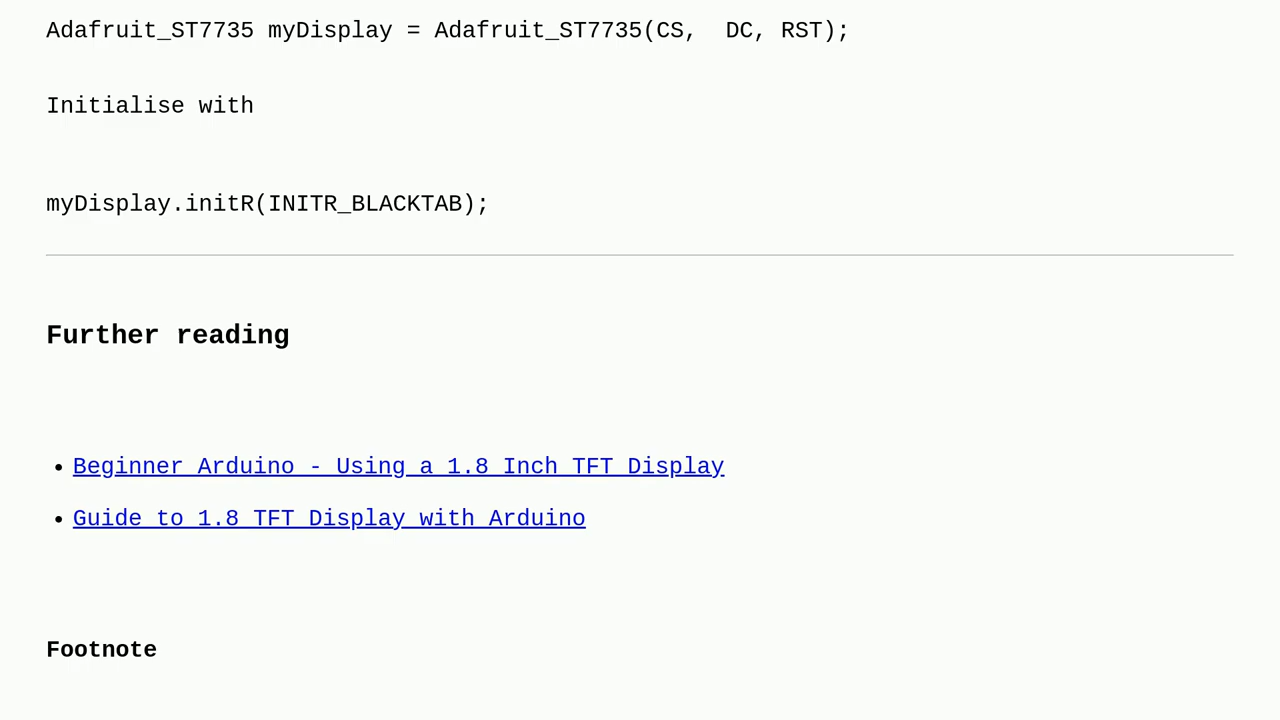 Adafruit_ST7735 myDisplay = Adafruit_ST7735(CS,  DC, RST);
Initialise with
myDisplay.initR(INITR_BLACKTAB);
Further reading
• Beginner Arduino - Using a 1.8 Inch TFT Display
• Guide to 1.8 TFT Display with Arduino
Footnote